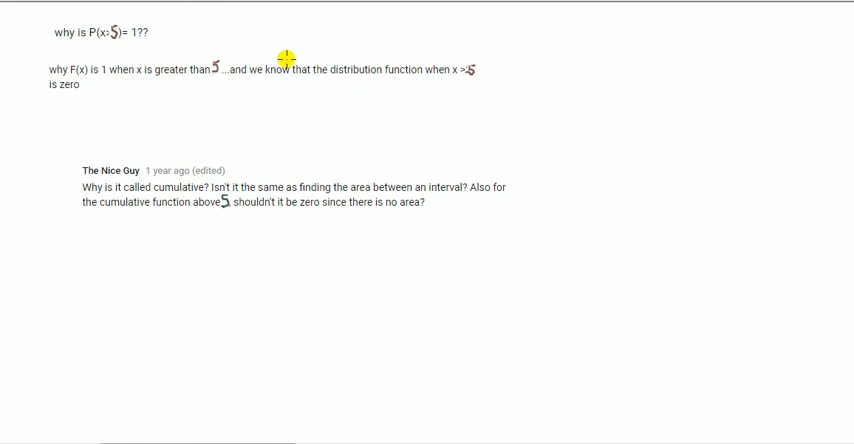 why is P(x>5)= 1??
why F(x) is 1 when x is greater than 5 ...and we know that the distribution function when x >5
is zero
The Nice Guy 1 year ago (edited)
Why is it called cumulative? Isn't it the same as finding the area between an interval? Also for
the cumulative function above 5, shouldn't it be zero since there is no area?